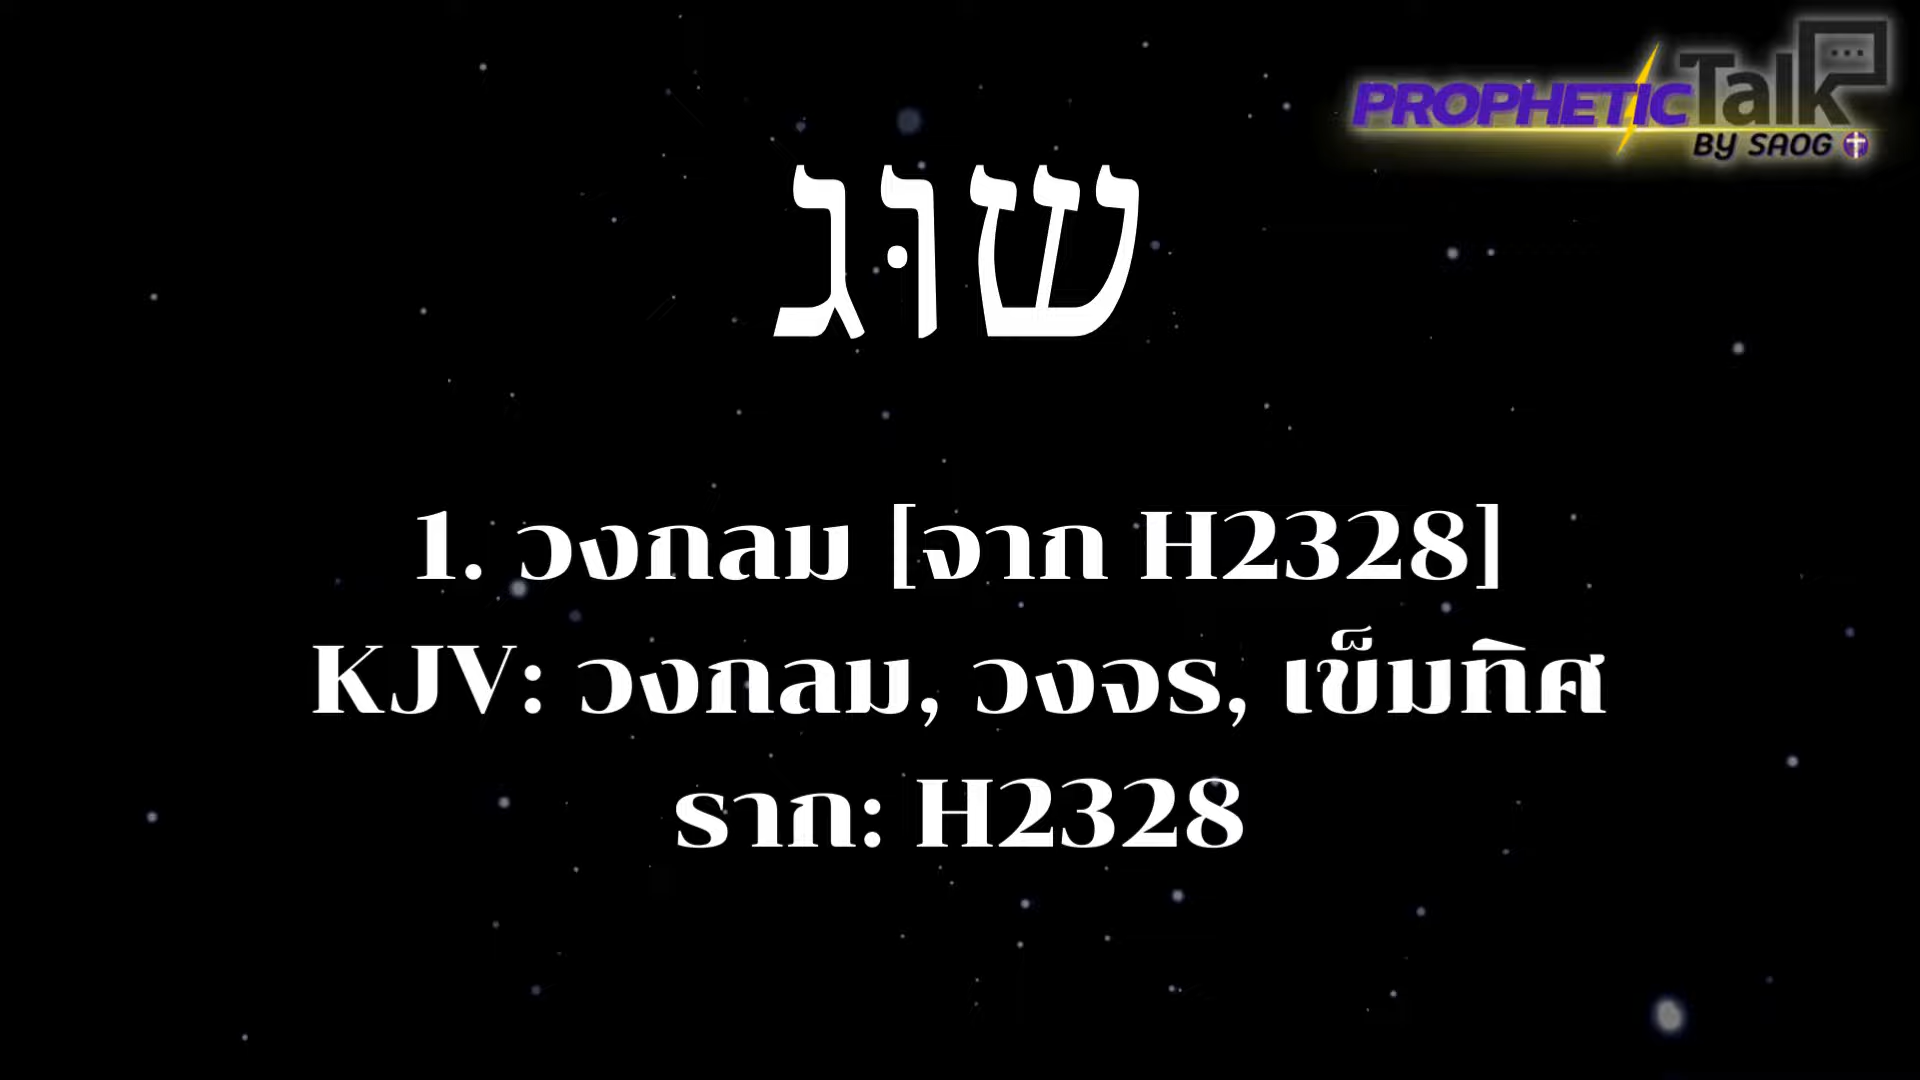 PROPHETIC Talk
BY SAOG
שוּג
1. วงกลม [จาก H2328]
KJV: วงกลม, วงจร, เข็มทิศ
ราก: H2328